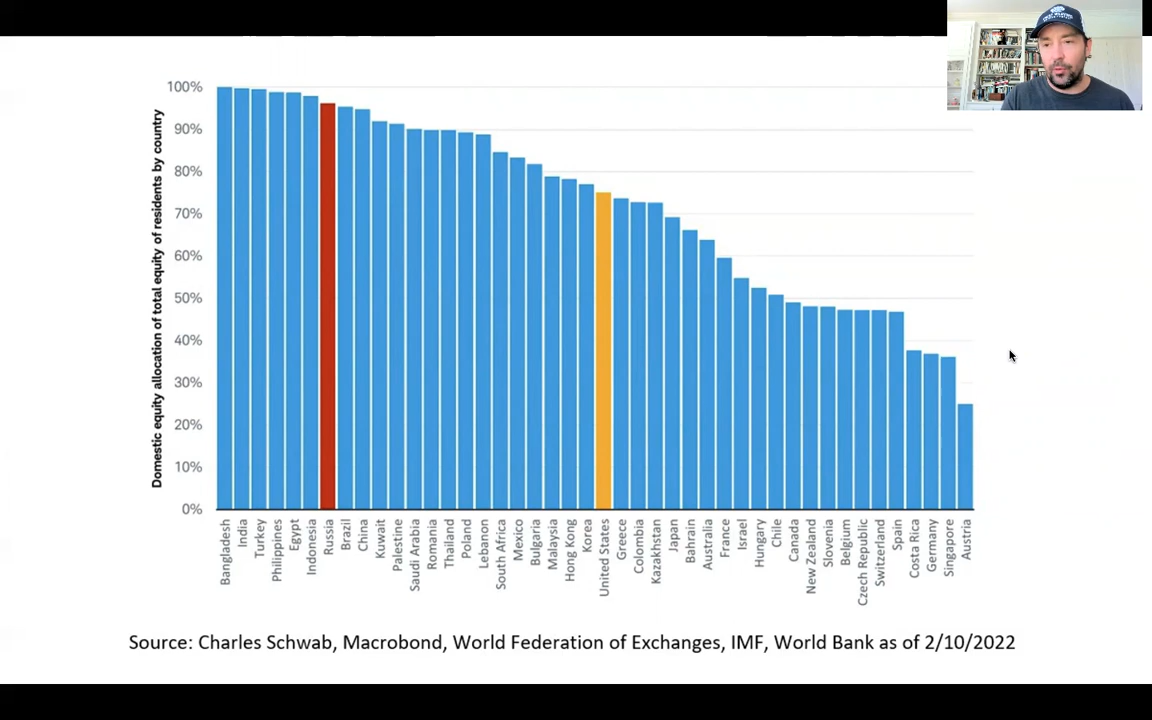 Domestic equity allocation of total equity of residents by country
100%
90%
80%
70%
60%
50%
40%
30%
20%
10%
0%
Bangladesh
India
Turkey
Philippines
Egypt
Indonesia
Russia
Brazil
China
Kuwait
Palestine
Saudi Arabia
Romania
Thailand
Poland
Lebanon
South Africa
Mexico
Bulgaria
Malaysia
Hong Kong
Korea
United States
Greece
Colombia
Kazakhstan
Japan
Bahrain
Australia
France
Israel
Hungary
Chile
Canada
New Zealand
Slovenia
Belgium
Czech Republic
Switzerland
Spain
Costa Rica
Germany
Singapore
Austria
Source: Charles Schwab, Macrobond, World Federation of Exchanges, IMF, World Bank as of 2/10/2022